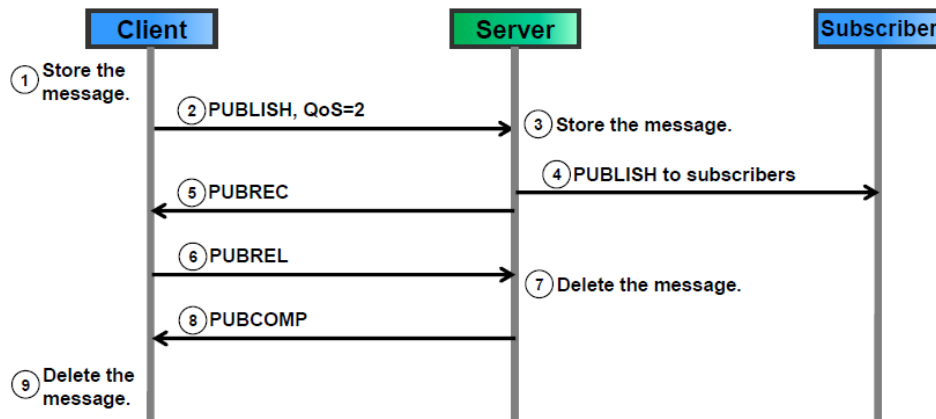 Client
Server
Subscriber
1 Store the
message.
2 PUBLISH, QoS=2
3 Store the message.
4 PUBLISH to subscribers
5 PUBREC
6 PUBREL
7 Delete the message.
8 PUBCOMP
9 Delete the
message.